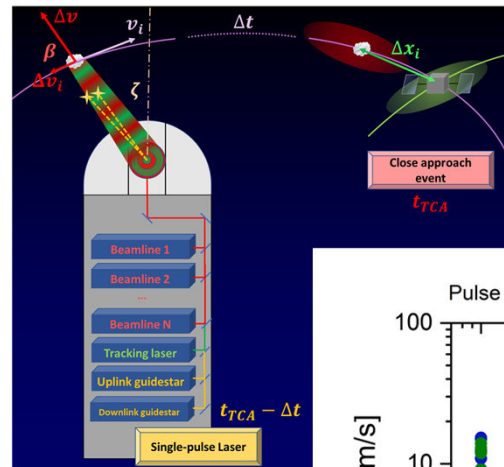 Δv
v_i
Δt
β
Δv_i
ζ
Δx_i
Close approach
event
t_TCA
Beamline 1
Beamline 2
...
Beamline N
Tracking laser
Uplink guidestar
Downlink guidestar
t_TCA − Δt
Single-pulse Laser
Pulse
100
10
m/s]